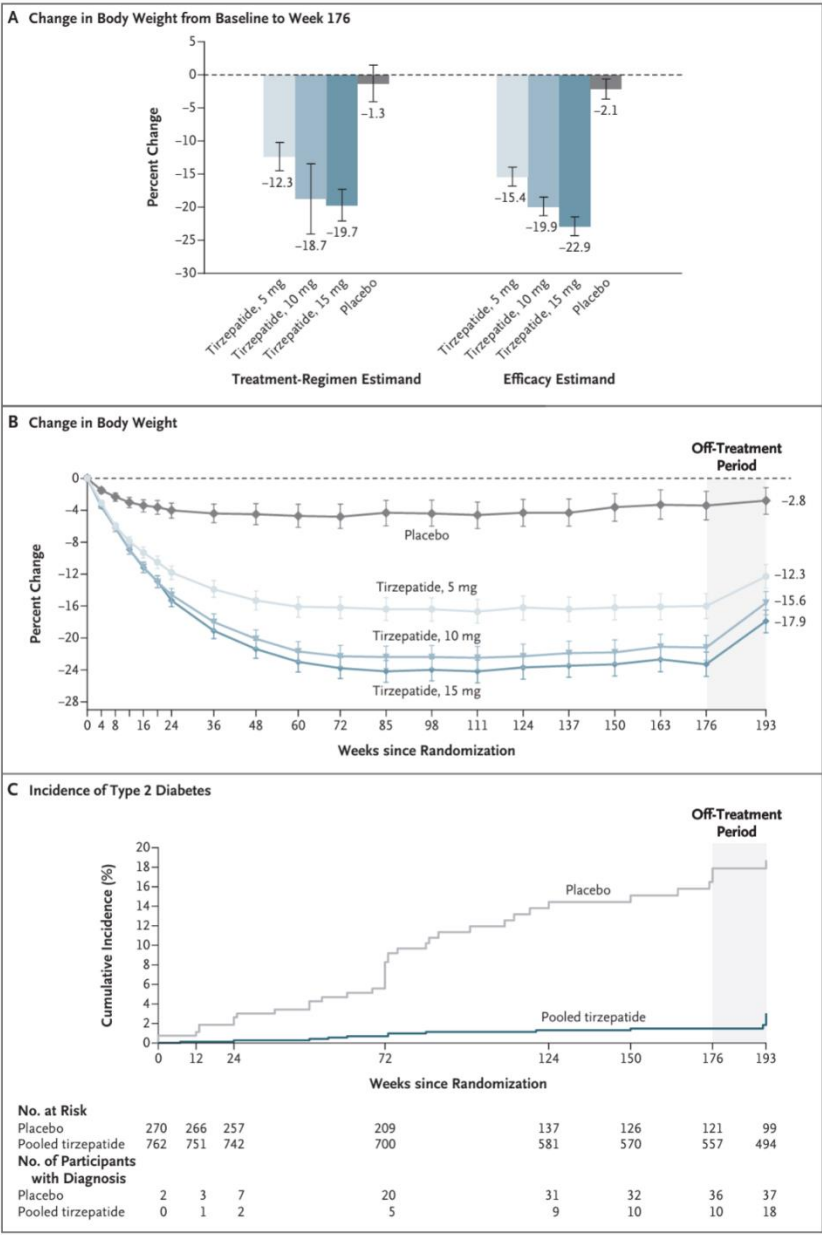 A Change in Body Weight from Baseline to Week 176
5
0
−5
−10
−15
−20
−25
−30
Percent Change
−12.3
−18.7
−19.7
−1.3
−15.4
−19.9
−22.9
−2.1
Tirzepatide, 5 mg
Tirzepatide, 10 mg
Tirzepatide, 15 mg
Placebo
Tirzepatide, 5 mg
Tirzepatide, 10 mg
Tirzepatide, 15 mg
Placebo
Treatment-Regimen Estimand
Efficacy Estimand
B Change in Body Weight
Off-Treatment
Period
0
−4
−8
−12
−16
−20
−24
−28
Percent Change
Placebo
Tirzepatide, 5 mg
Tirzepatide, 10 mg
Tirzepatide, 15 mg
−2.8
−12.3
−15.6
−17.9
0 4 8 16 24 36 48 60 72 85 98 111 124 137 150 163 176 193
Weeks since Randomization
C Incidence of Type 2 Diabetes
Off-Treatment
Period
20
18
16
14
12
10
8
6
4
2
0
Cumulative Incidence (%)
Placebo
Pooled tirzepatide
0 12 24 72 124 150 176 193
Weeks since Randomization
No. at Risk
Placebo 270 266 257 209 137 126 121 99
Pooled tirzepatide 762 751 742 700 581 570 557 494
No. of Participants
with Diagnosis
Placebo 2 3 7 20 31 32 36 37
Pooled tirzepatide 0 1 2 5 9 10 10 18